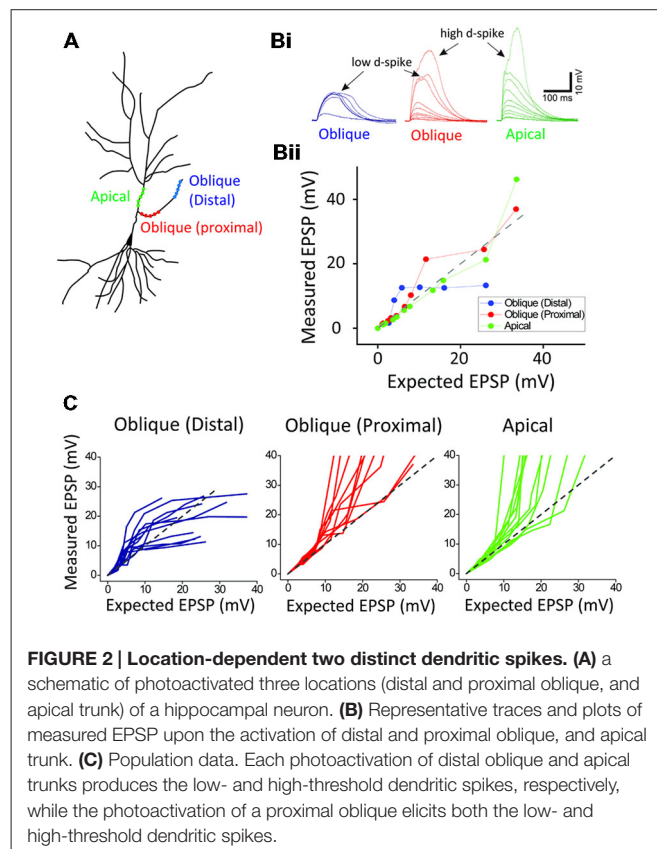 A
Apical
Oblique
(Distal)
Oblique (proximal)
Bi
low d-spike
high d-spike
10 mV
100 ms
Oblique
Oblique
Apical
Bii
Measured EPSP (mV)
40
20
0
Oblique (Distal)
Oblique (Proximal)
Apical
0
20
40
Expected EPSP (mV)
C
Oblique (Distal)
Oblique (Proximal)
Apical
Measured EPSP (mV)
40
30
20
10
0
0 10 20 30 40
Expected EPSP (mV)
40
30
20
10
0
0 10 20 30 40
Expected EPSP (mV)
40
30
20
10
0
0 10 20 30 40
Expected EPSP (mV)
FIGURE 2 | Location-dependent two distinct dendritic spikes. (A) a
schematic of photoactivated three locations (distal and proximal oblique, and
apical trunk) of a hippocampal neuron. (B) Representative traces and plots of
measured EPSP upon the activation of distal and proximal oblique, and apical
trunk. (C) Population data. Each photoactivation of distal oblique and apical
trunks produces the low- and high-threshold dendritic spikes, respectively,
while the photoactivation of a proximal oblique elicits both the low- and
high-threshold dendritic spikes.